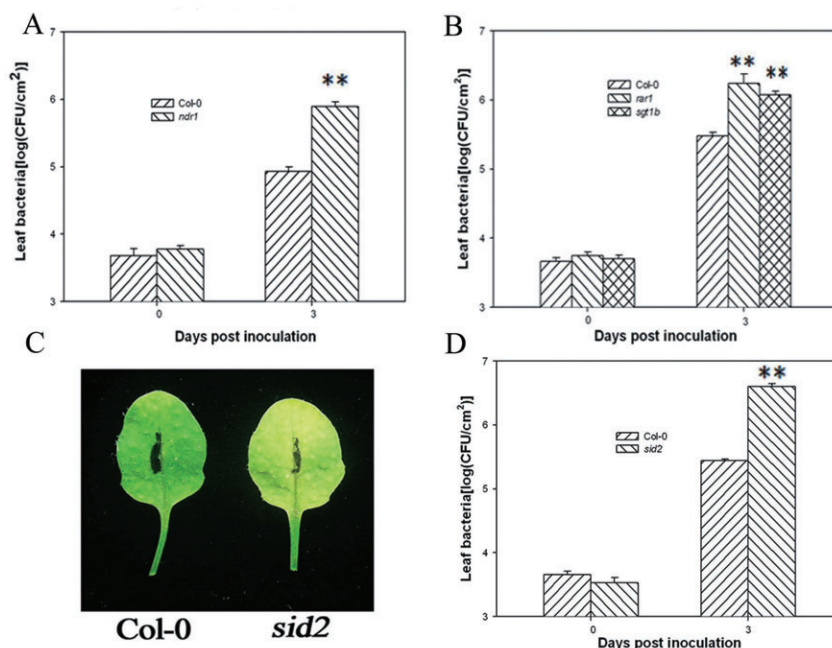 A
7
6
5
4
3
Leaf bacteria[log(CFU/cm²)]
Col-0
ndr1
**
0
3
Days post inoculation
B
7
6
5
4
3
Leaf bacteria[log(CFU/cm²)]
Col-0
rar1
sgt1b
**
**
0
3
Days post inoculation
C
Col-0
sid2
D
7
6
5
4
3
Leaf bacteria[log(CFU/cm²)]
Col-0
sid2
**
0
3
Days post inoculation